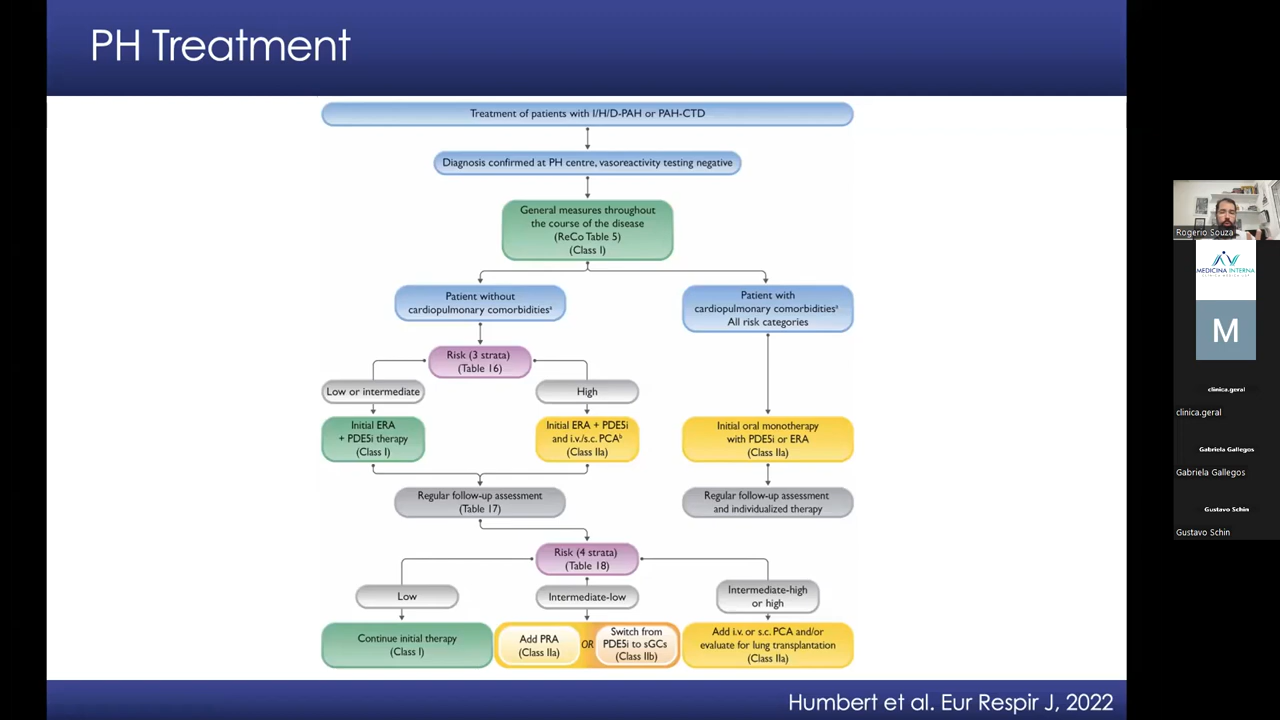 PH Treatment
Treatment of patients with I/H/D-PAH or PAH-CTD
Diagnosis confirmed at PH centre, vasoreactivity testing negative
General measures throughout
the course of the disease
(ReCo Table 5)
(Class I)
Patient without
cardiopulmonary comorbiditiesᵃ
Patient with
cardiopulmonary comorbiditiesᵃ
All risk categories
Risk (3 strata)
(Table 16)
Low or intermediate
High
Initial ERA
+ PDE5i therapy
(Class I)
Initial ERA + PDE5i
and i.v./s.c. PCAᵇ
(Class IIa)
Initial oral monotherapy
with PDE5i or ERA
(Class IIa)
Regular follow-up assessment
(Table 17)
Regular follow-up assessment
and individualized therapy
Risk (4 strata)
(Table 18)
Low
Intermediate-low
Intermediate-high
or high
Continue initial therapy
(Class I)
Add PRA
(Class IIa)
OR
Switch from
PDE5i to sGCs
(Class IIb)
Add i.v. or s.c. PCA and/or
evaluate for lung transplantation
(Class IIa)
Humbert et al. Eur Respir J, 2022
Rogerio Souza
MEDICINA INTERNA
M
clinica.geral
clinica.geral
Gabriela Gallegos
Gabriela Gallegos
Gustavo Schin
Gustavo Schin